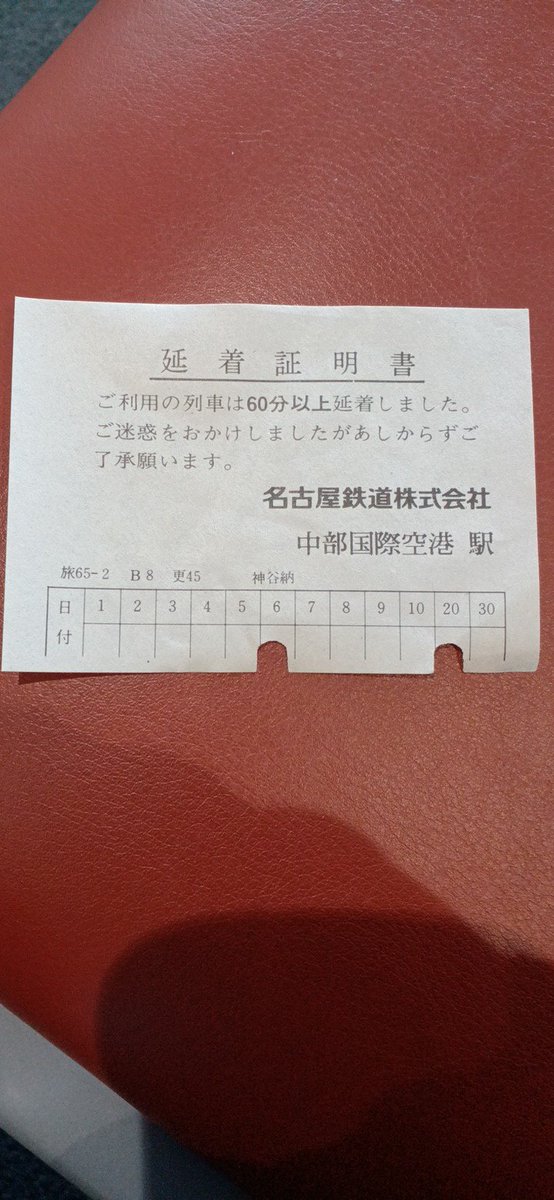 延着証明書
ご利用の列車は60分以上延着しました。
ご迷惑をおかけしましたがあしからずご
了承願います。
名古屋鉄道株式会社
中部国際空港 駅
旅65-2 B8 更45 神谷納
日付 1 2 3 4 5 6 7 8 9 10 20 30